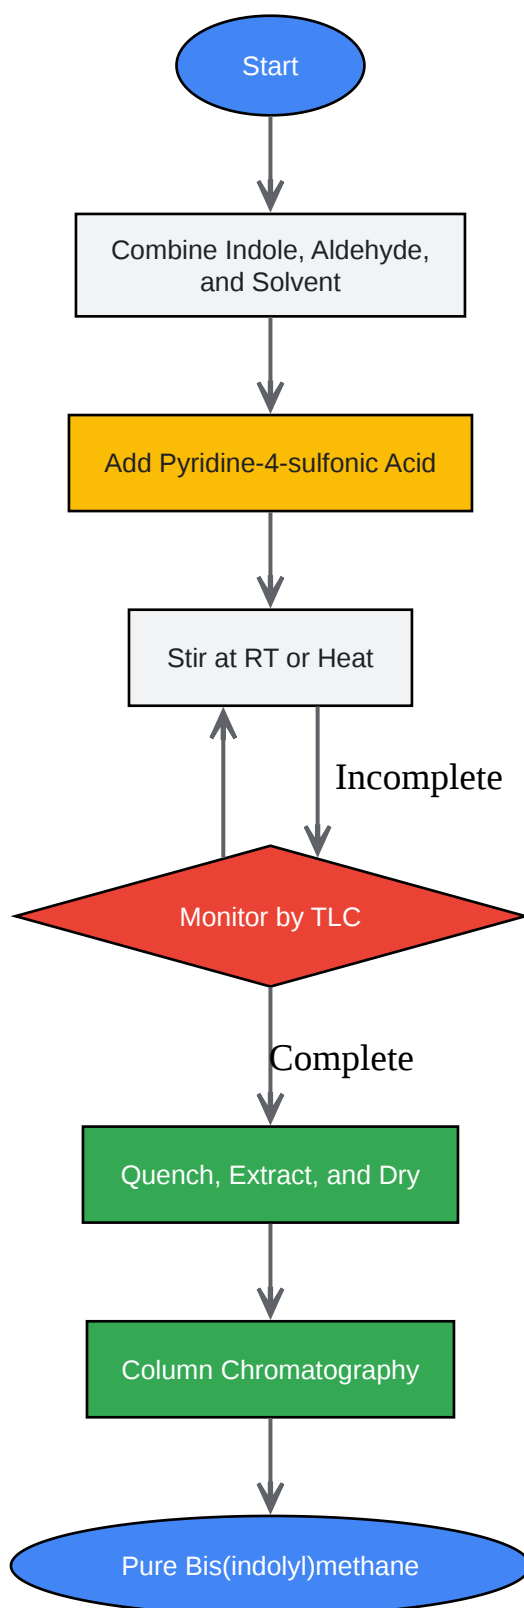 Start
Combine Indole, Aldehyde,
and Solvent
Add Pyridine-4-sulfonic Acid
Stir at RT or Heat
Incomplete
Monitor by TLC
Complete
Quench, Extract, and Dry
Column Chromatography
Pure Bis(indolyl)methane